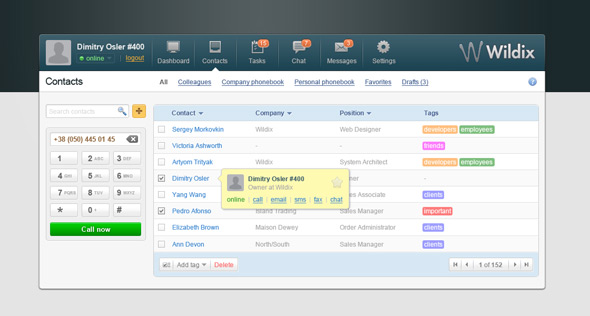 Dimitry Osler #400
online logout
Dashboard Contacts 15 Tasks 7 Chat 3 Messages Settings
Wildix
Contacts
All Colleagues Company phonebook Personal phonebook Favorites Drafts (3) ?
Search contacts
+38 (050) 445 01 45
1 2 ABC 3 DEF
4 GHI 5 JKL 6 MNO
7 PQRS 8 TUV 9 WXYZ
* 0 + #
Call now
Contact Company Position Tags
Sergey Morkovkin Wildix Web Designer developers employees
Victoria Ashworth - - friends
Artyom Trityak Wildix System Architect developers employees
Dimitry Osler -
Dimitry Osler #400
Owner at Wildix
online call email sms fax chat
Yang Wang Sales Associate clients
Pedro Afonso Island Trading Sales Manager Important
Elizabeth Brown Maison Dewey Order Administrator clients
Ann Devon North/South Sales Manager clients
all Add tag Delete
1 of 152